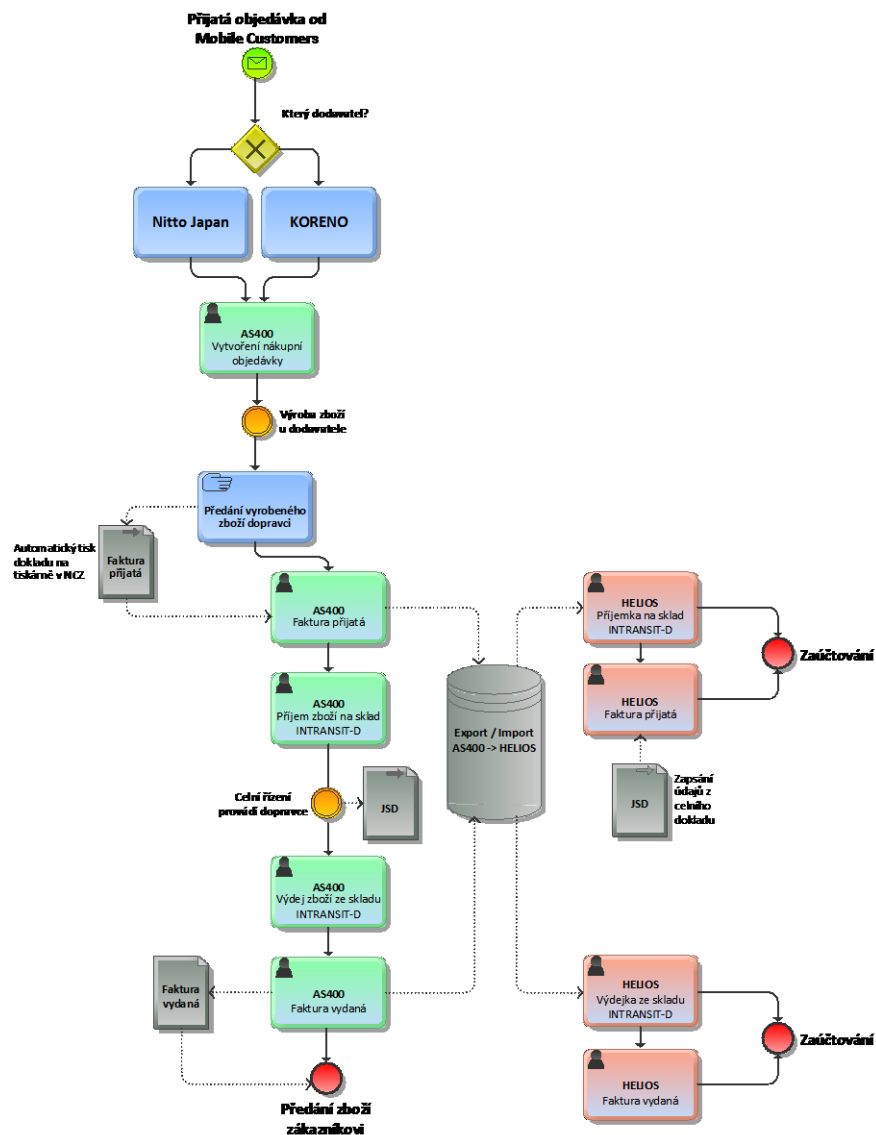 Přijatá objedávka od
Mobile Customers
Který dodavatel?
Nitto Japan
KORENO
AS400
Vytvoření nákupní
objedávky
Výroba zboží
u dodavatele
Předání vyrobeného
zboží dopravci
Automatický tisk
dokladu na
tiskárně v NCZ
Faktura
přijatá
AS400
Faktura přijatá
AS400
Příjem zboží na sklad
INTRANSIT-D
Celní řízení
provádí dopravce
JSD
AS400
Výdej zboží ze skladu
INTRANSIT-D
Faktura
vydaná
AS400
Faktura vydaná
Předání zboží
zákazníkovi
Export / Import
AS400 -> HELIOS
HELIOS
Příjemka na sklad
INTRANSIT-D
HELIOS
Faktura přijatá
Zaúčtování
JSD
Zapsání
údajů z
celního
dokladu
HELIOS
Výdejka ze skladu
INTRANSIT-D
HELIOS
Faktura vydaná
Zaúčtování